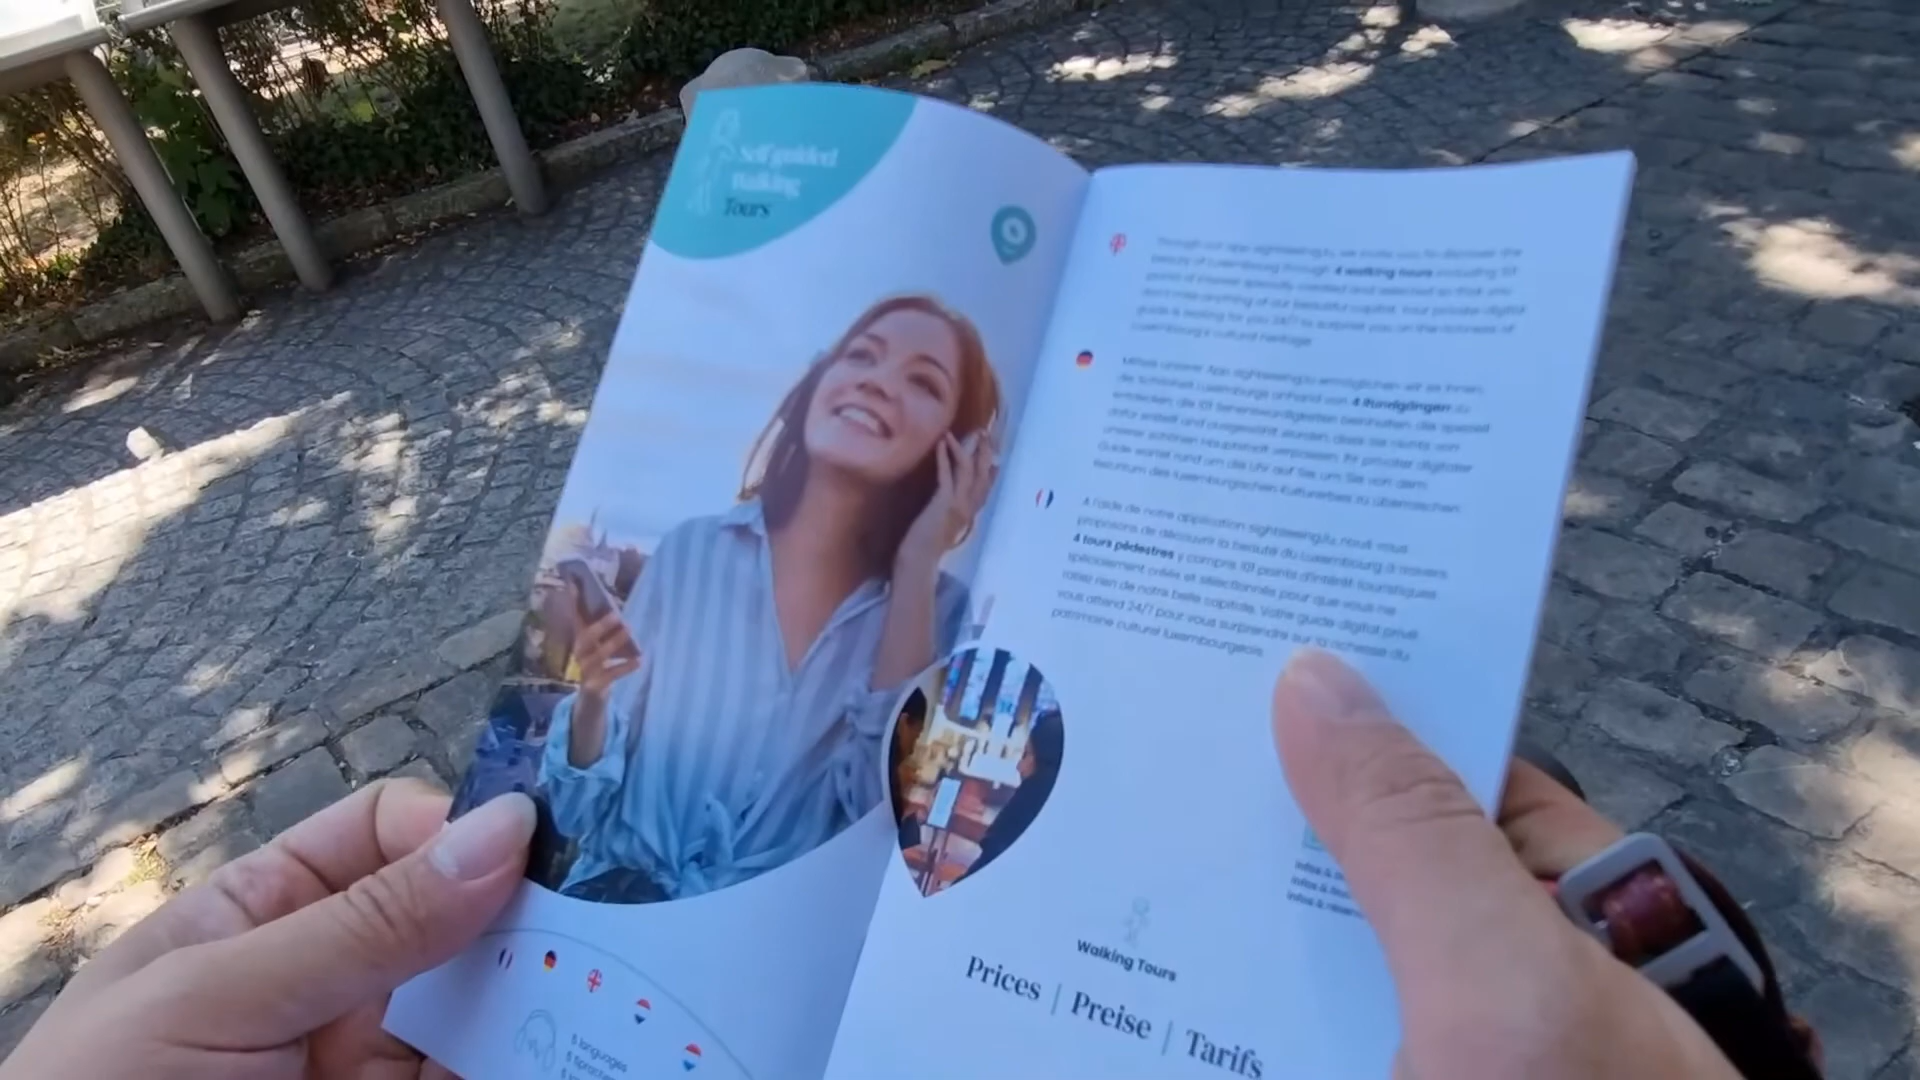 Self guided
Walking
Tours
Through our app sightseeing.lu, we invite you to discover the
beauty of Luxembourg through 4 walking tours including 101
points of interest specially created and selected so that you
don't miss anything of our beautiful capital. Your private digital
guide is waiting for you 24/7 to surprise you on the richness of
Luxembourg's cultural heritage.
Mittels unserer App sightseeing.lu ermöglichen wir es Ihnen,
die Schönheit Luxemburgs anhand von 4 Rundgängen zu
entdecken, die 101 Sehenswürdigkeiten beinhalten, die speziell
dafür erstellt und ausgewählt wurden, dass Sie nichts von
unserer schönen Hauptstadt verpassen. Ihr privater digitaler
Guide wartet rund um die Uhr auf Sie, um Sie von dem
Reichtum des luxemburgischen Kulturerbes zu überraschen.
A l'aide de notre application sightseeing.lu, nous vous
proposons de découvrir la beauté du Luxembourg à travers
4 tours pédestres y compris 101 points d'intérêt touristiques
spécialement créés et sélectionnés pour que vous ne
ratiez rien de notre belle capitale. Votre guide digital privé
vous attend 24/7 pour vous surprendre sur la richesse du
patrimoine culturel luxembourgeois.
Infos &
Infos &
Infos &
Walking Tours
Prices | Preise | Tarifs
6 languages
6 Sprachen